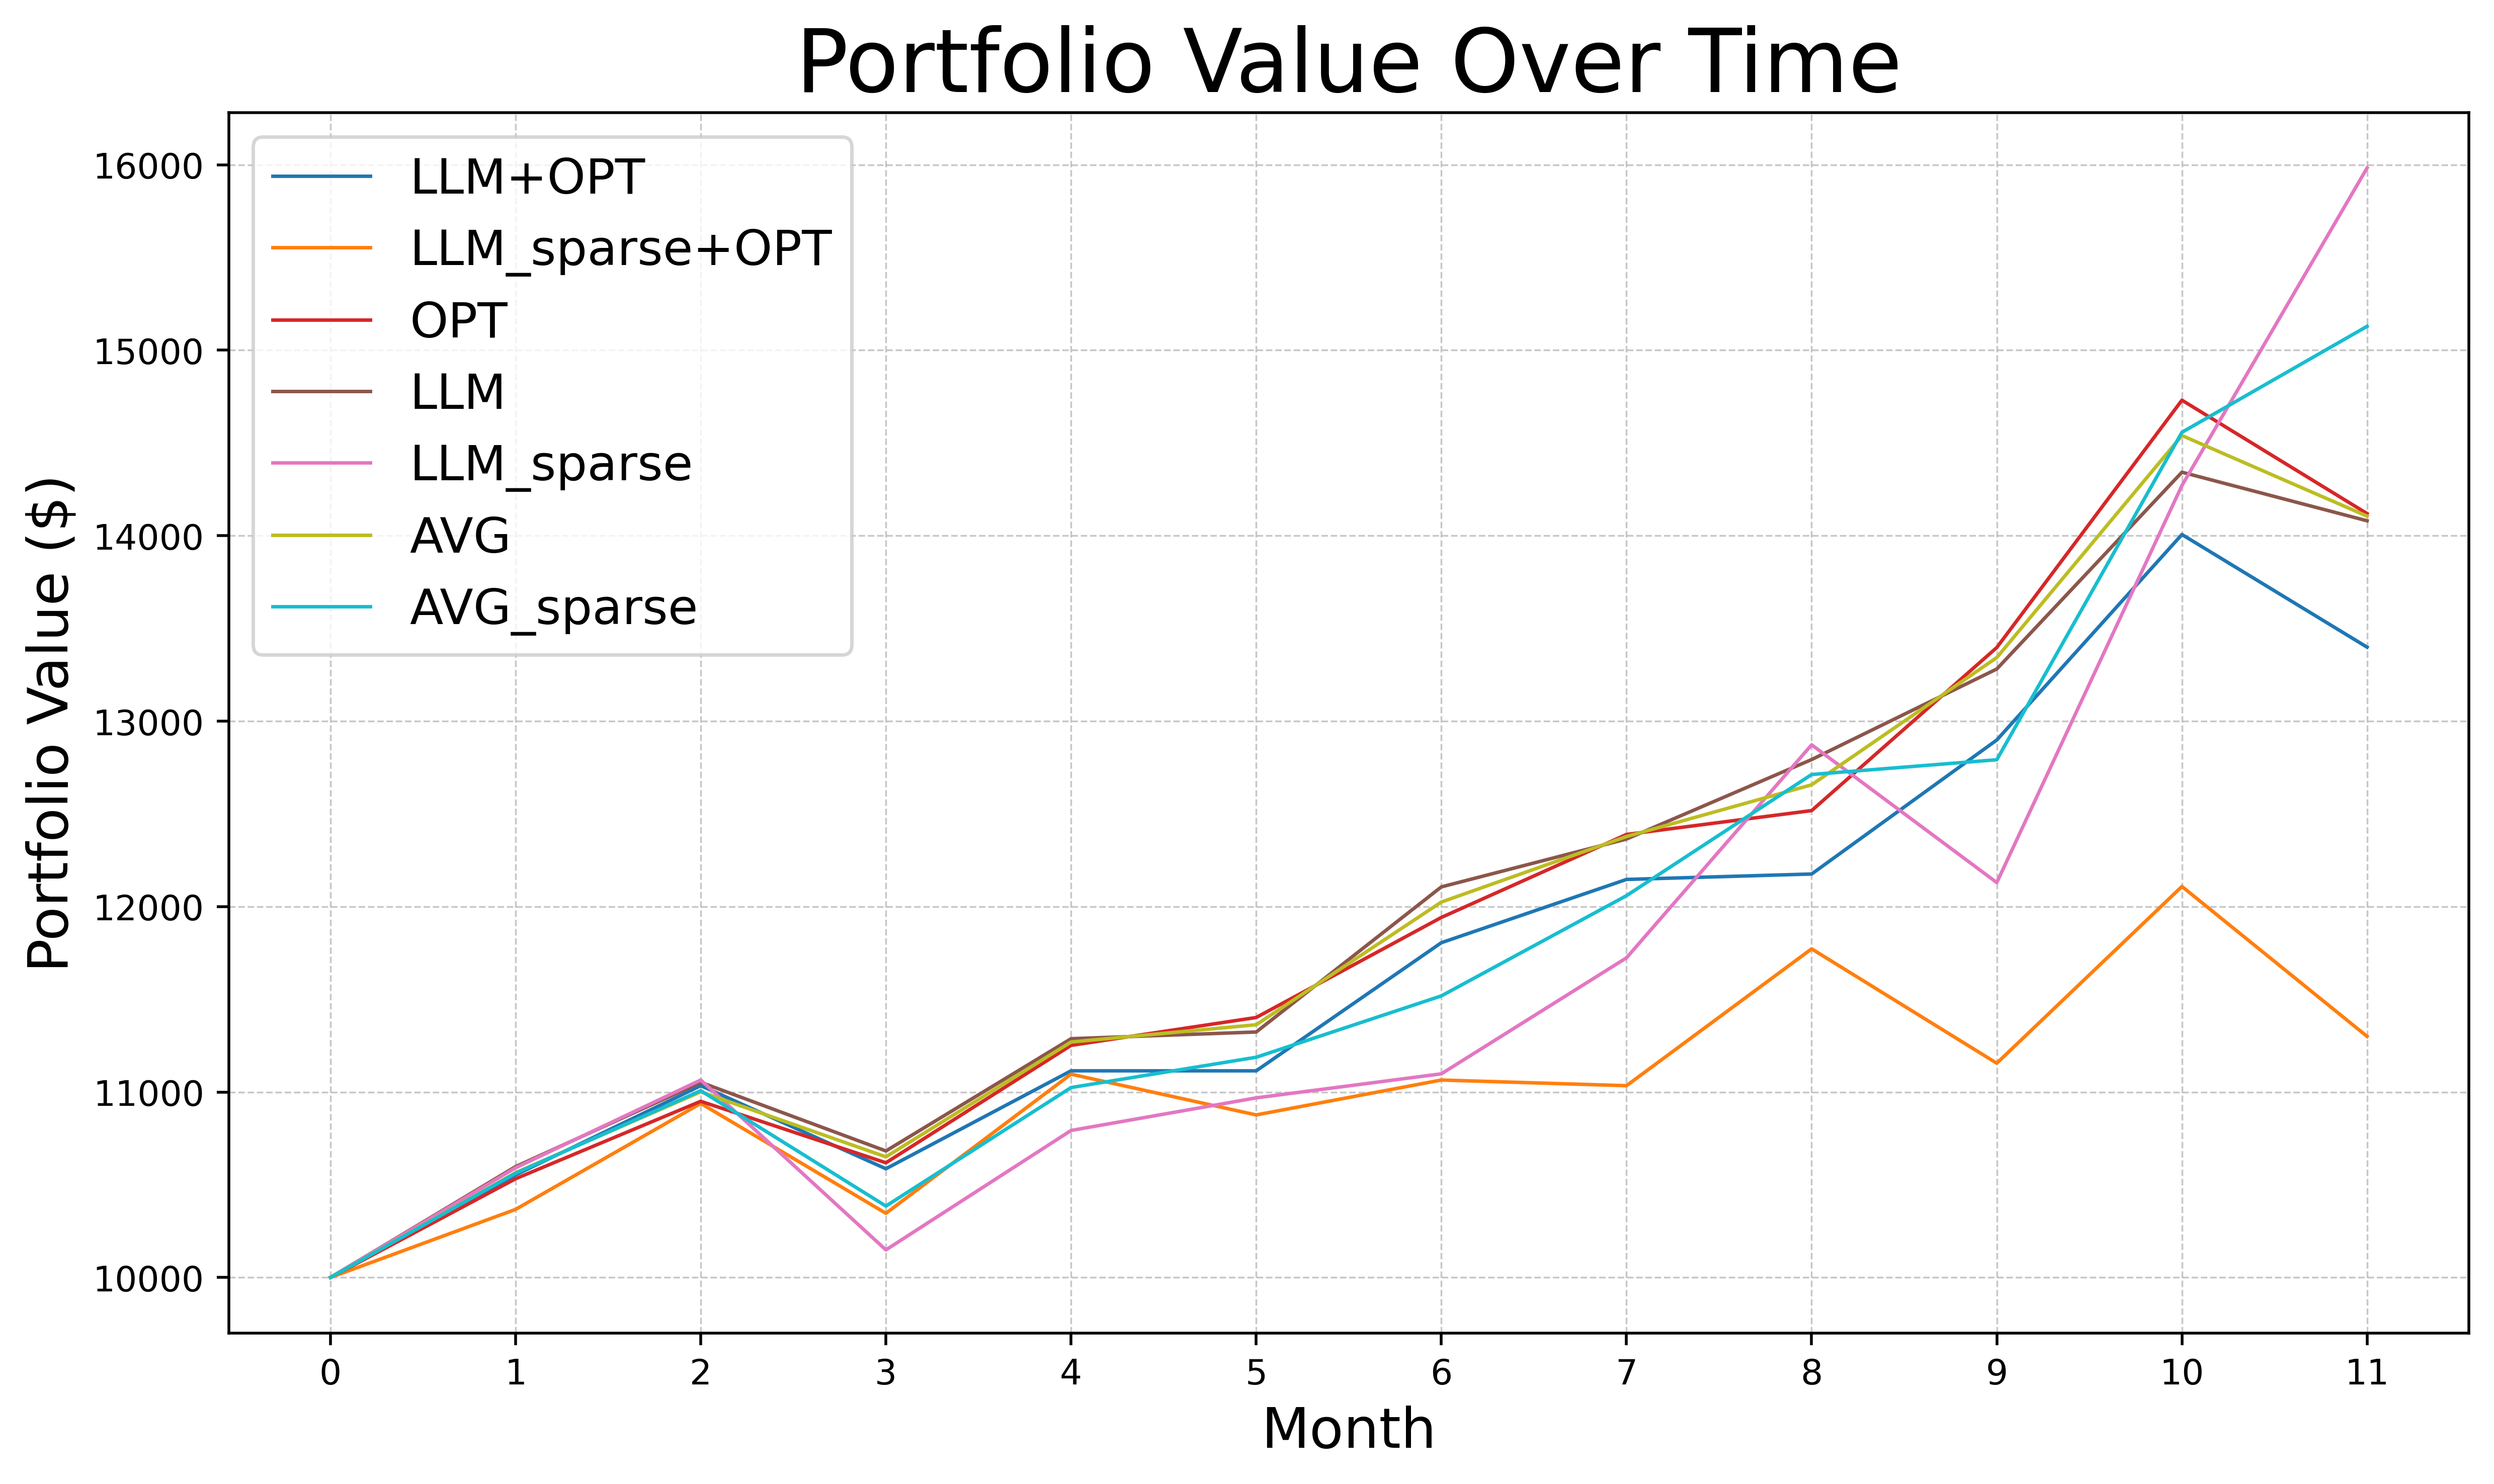 Portfolio Value Over Time
LLM+OPT
LLM_sparse+OPT
OPT
LLM
LLM_sparse
AVG
AVG_sparse
Portfolio Value ($)
16000
15000
14000
13000
12000
11000
10000
0 1 2 3 4 5 6 7 8 9 10 11
Month